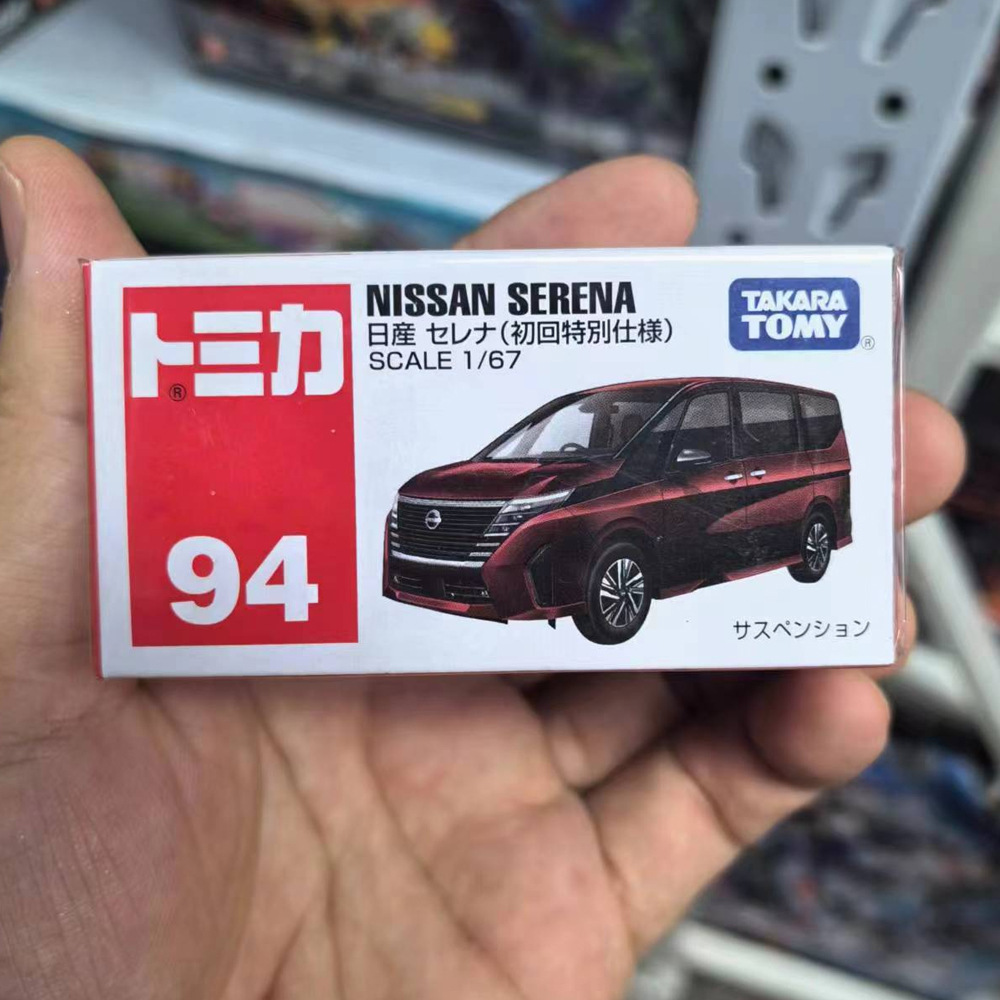 トミカ
®
94
NISSAN SERENA
日産 セレナ(初回特別仕様)
SCALE 1/67
TAKARA
TOMY
®
サスペンション